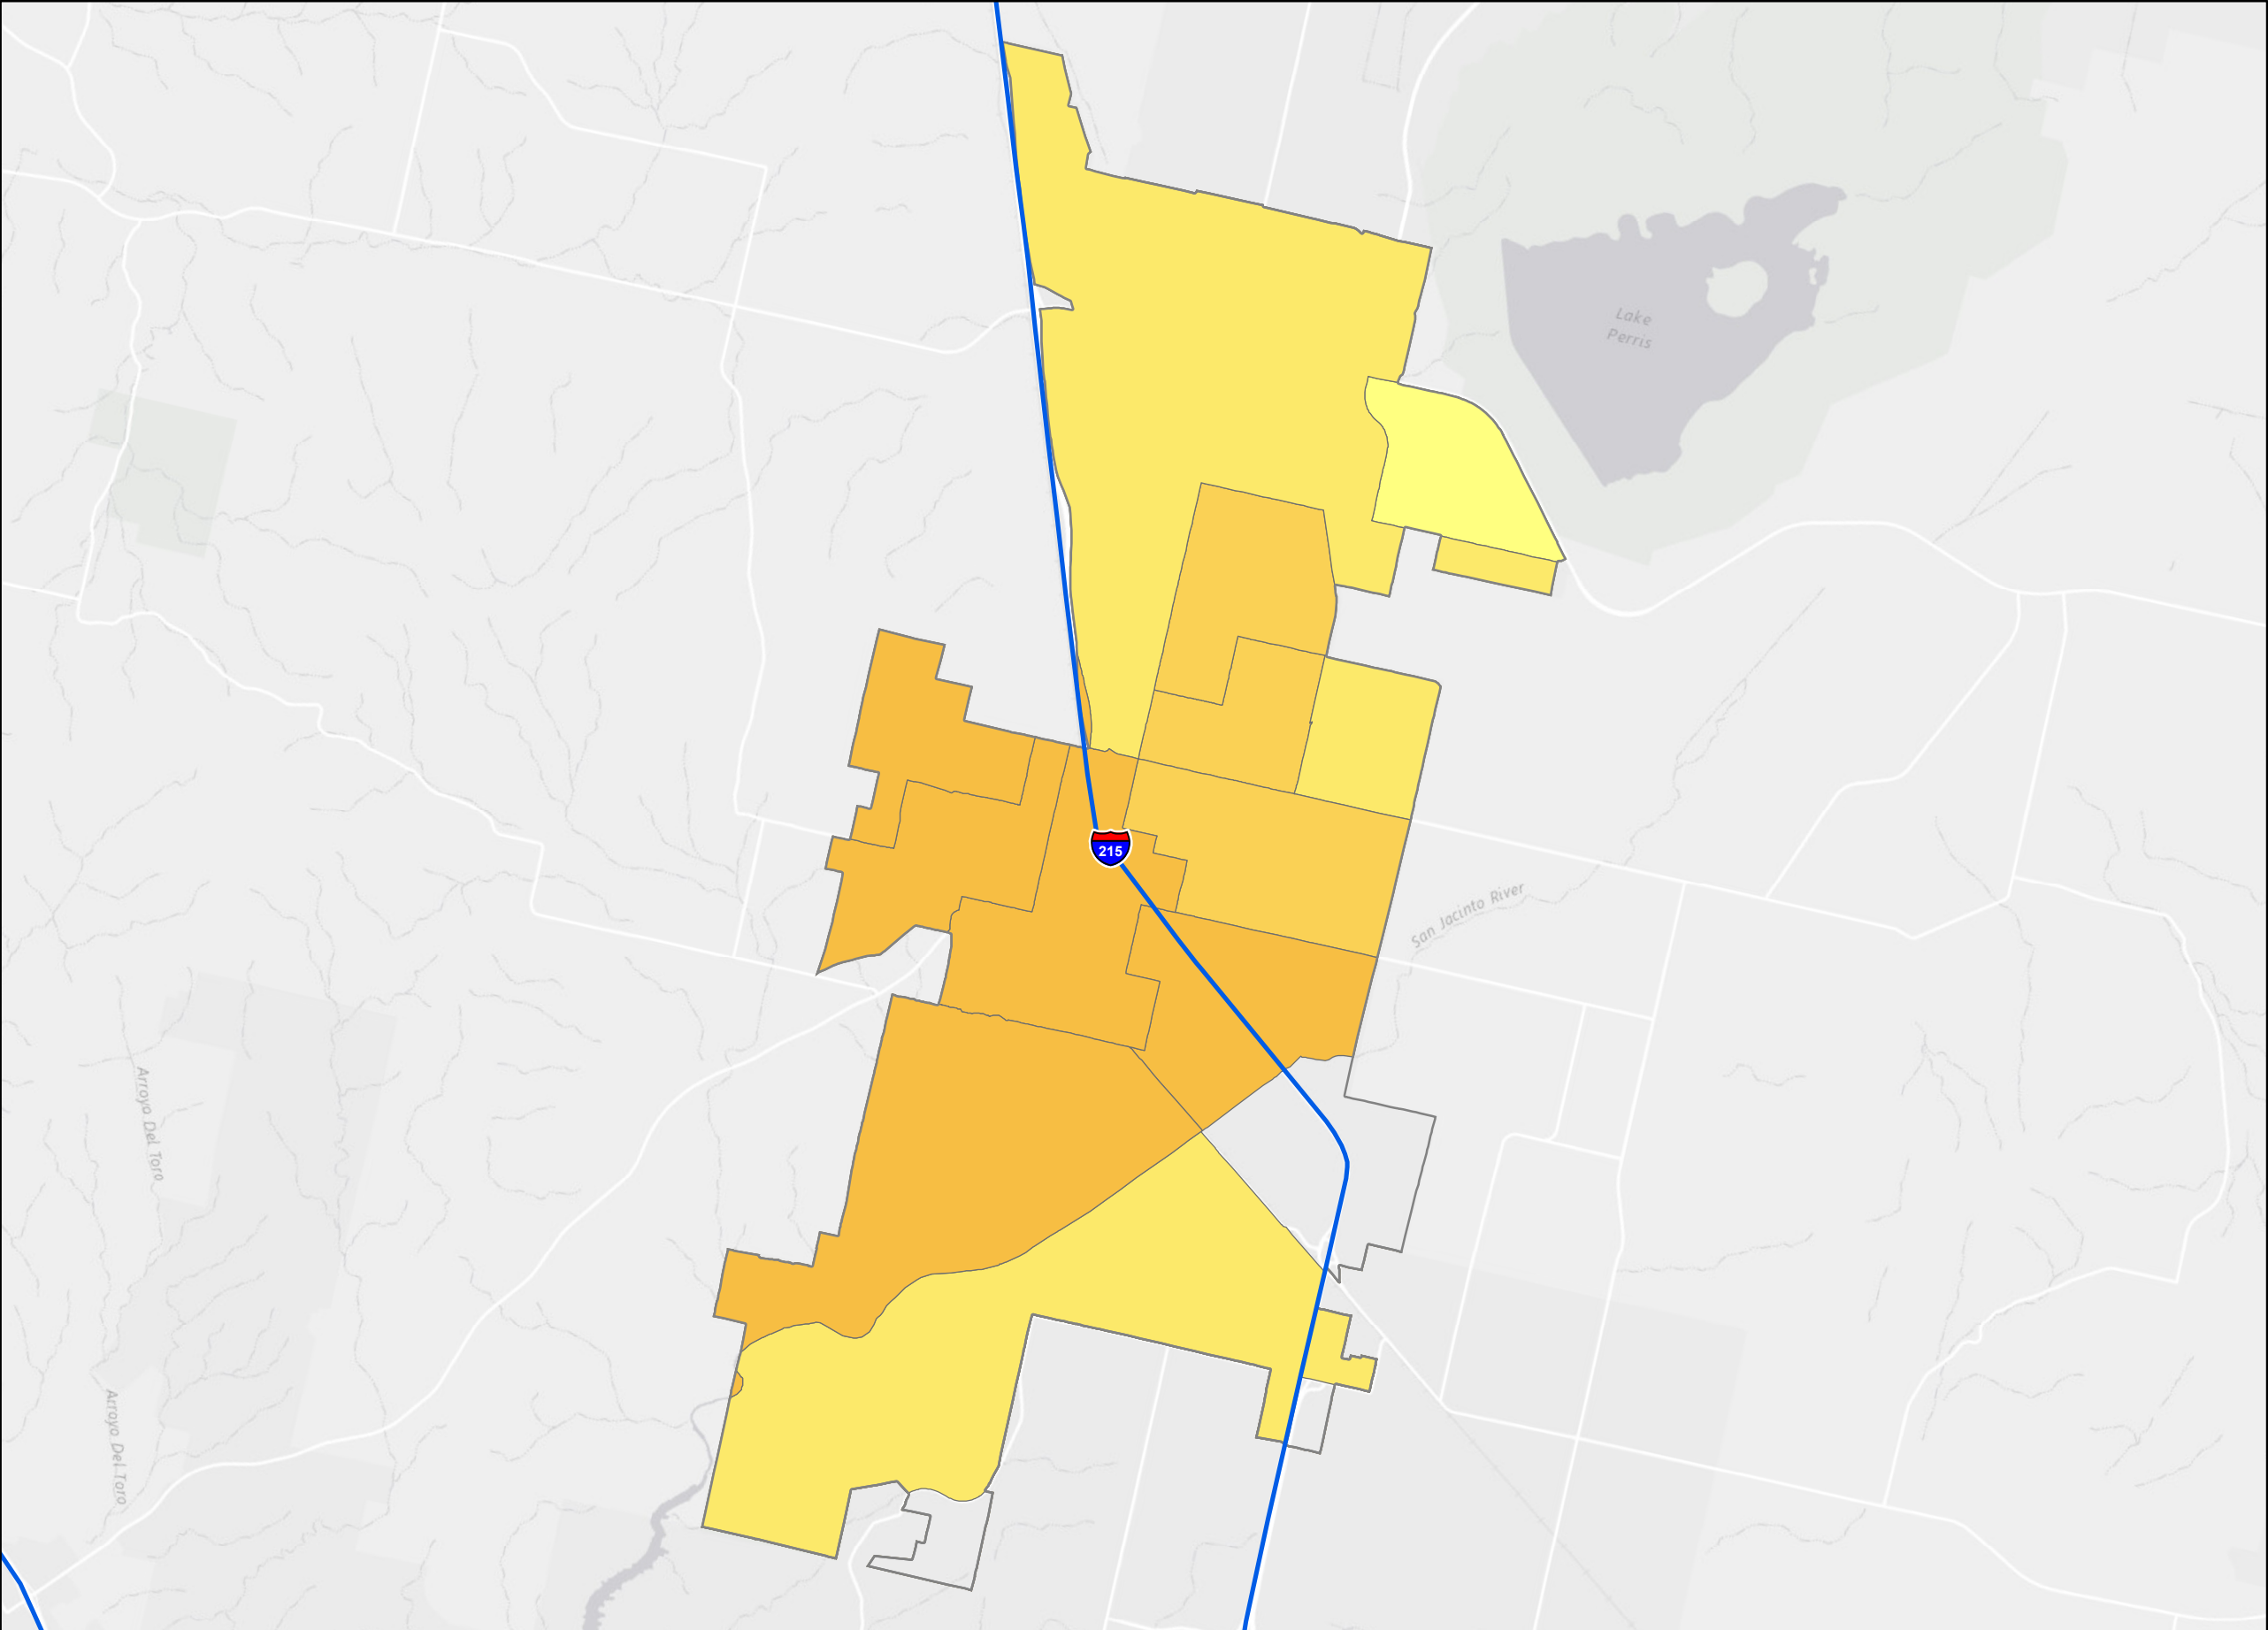 Lake
Perris
215
San Jacinto River
Arroyo Del Toro
Arroyo Del Toro